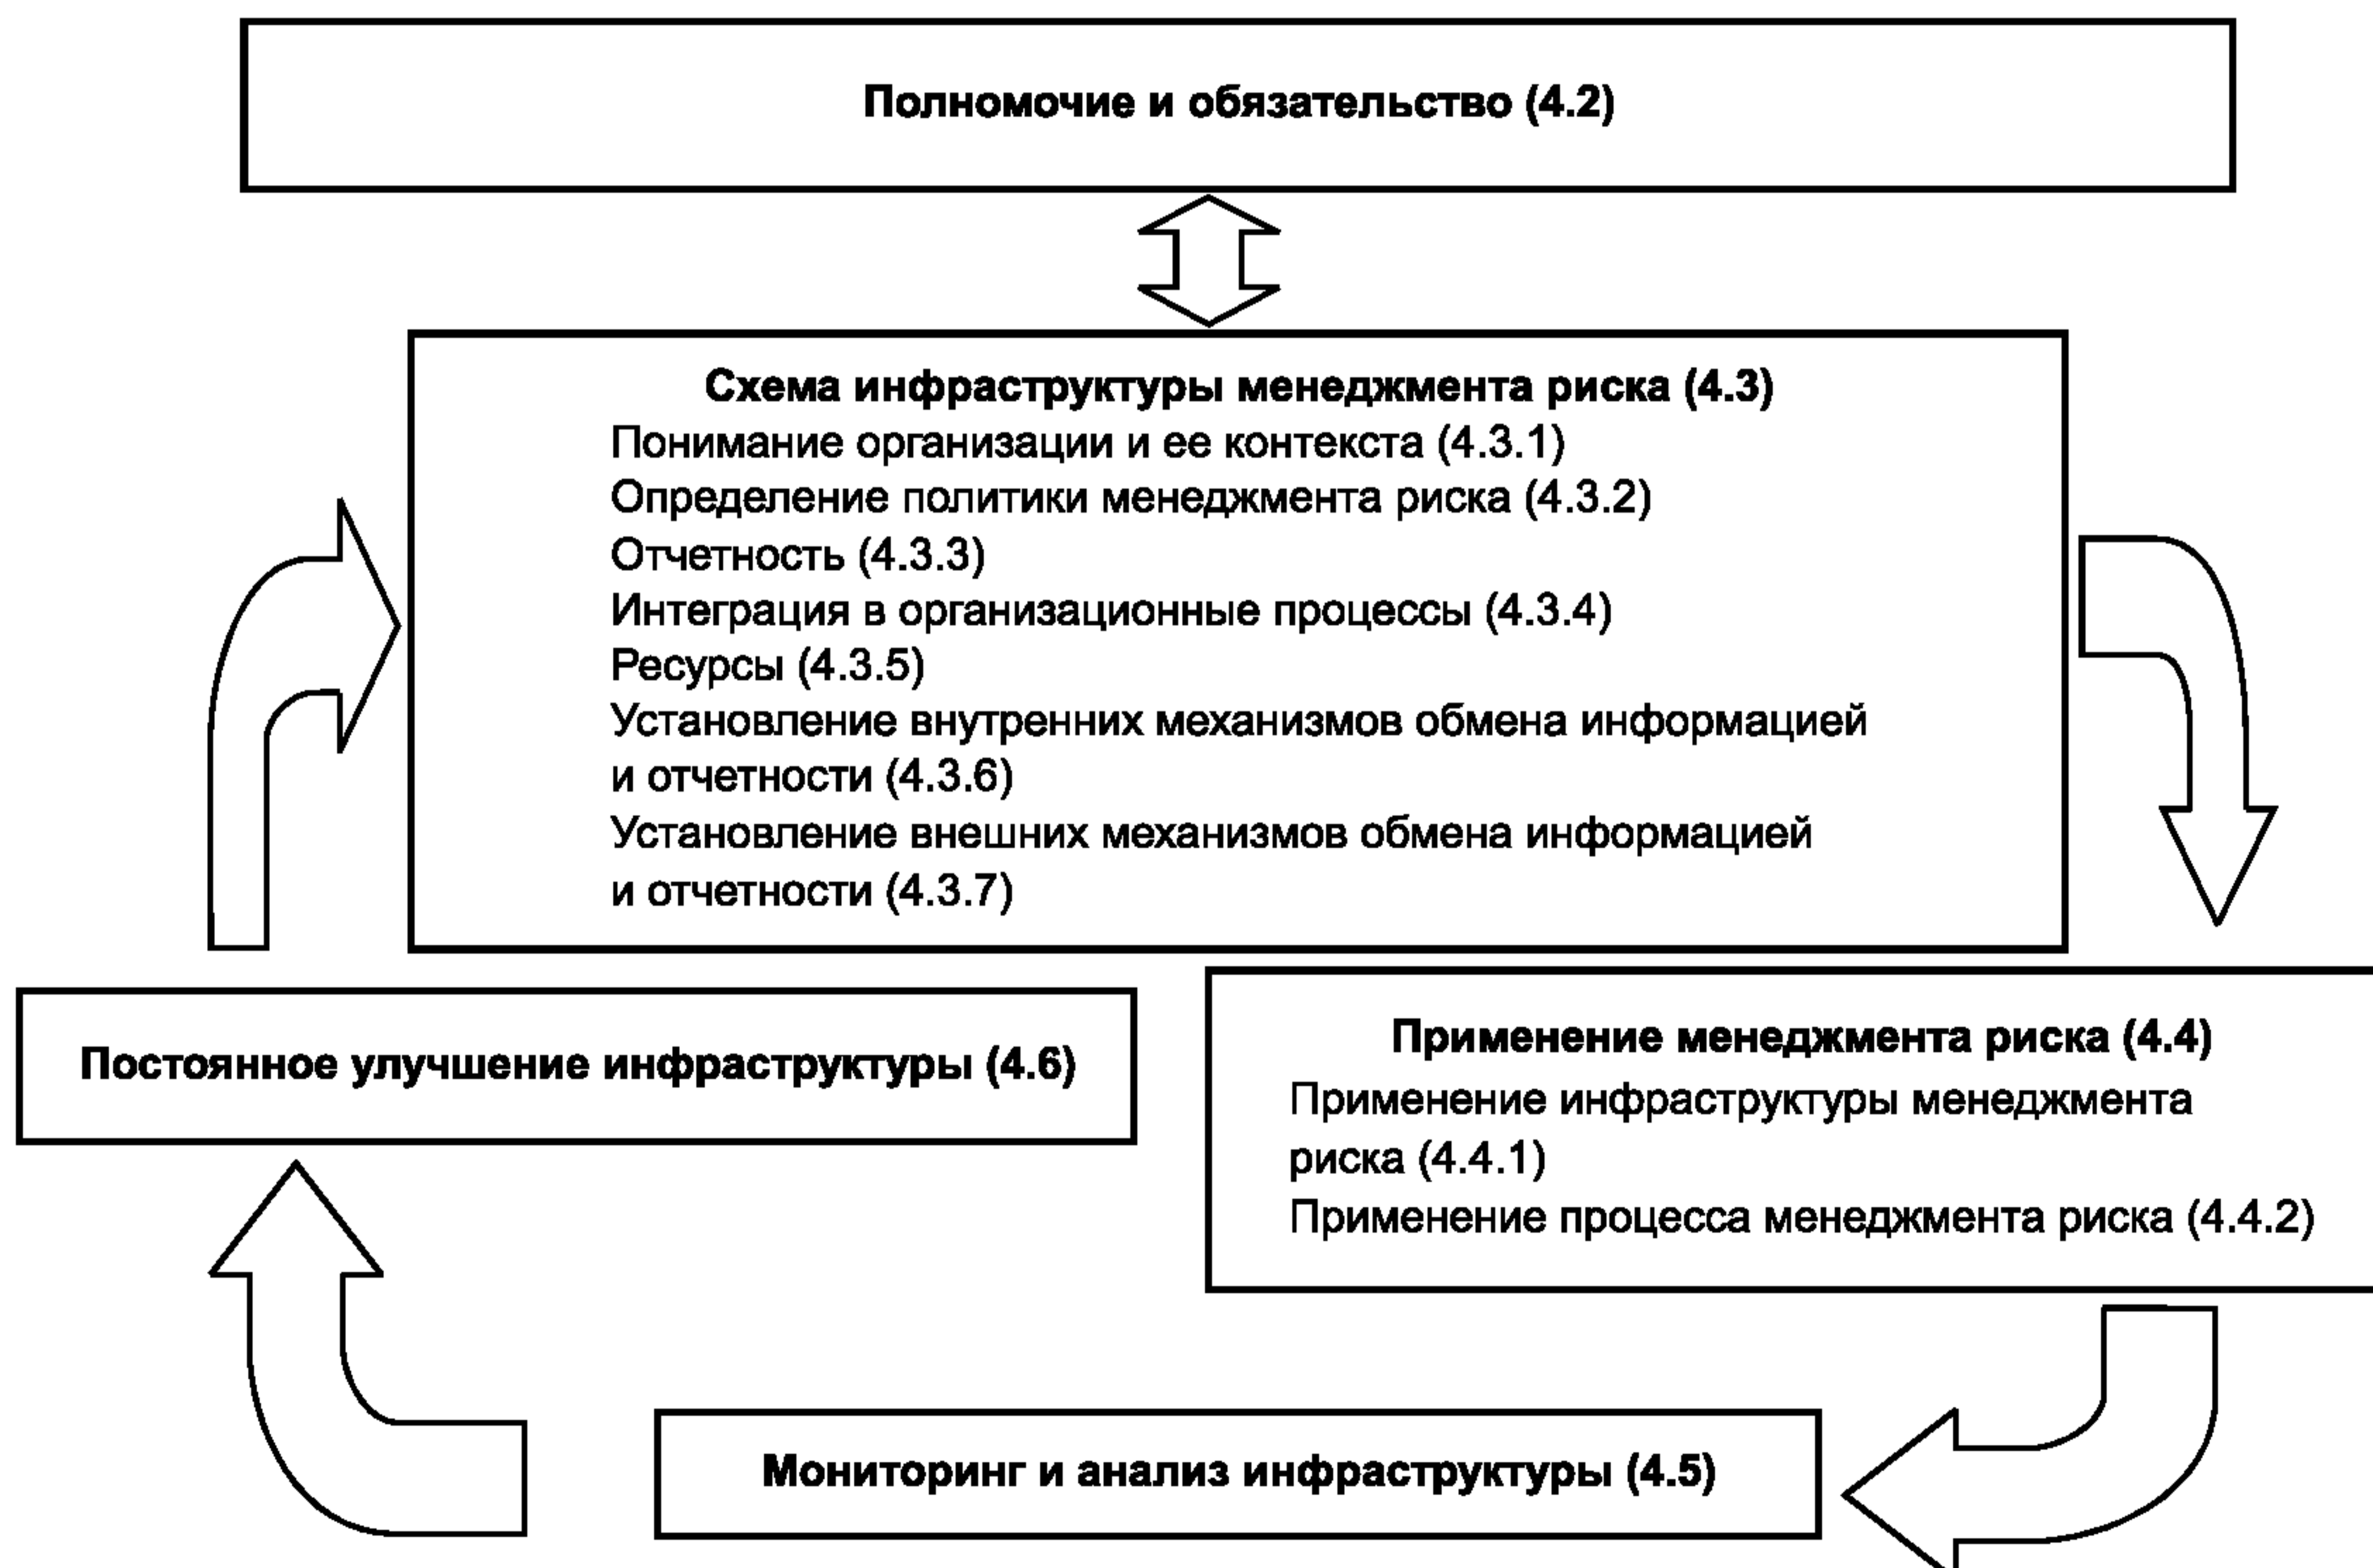 Полномочие и обязательство (4.2)
Схема инфраструктуры менеджмента риска (4.3)
Понимание организации и ее контекста (4.3.1)
Определение политики менеджмента риска (4.3.2)
Отчетность (4.3.3)
Интеграция в организационные процессы (4.3.4)
Ресурсы (4.3.5)
Установление внутренних механизмов обмена информацией
и отчетности (4.3.6)
Установление внешних механизмов обмена информацией
и отчетности (4.3.7)
Постоянное улучшение инфраструктуры (4.6)
Применение менеджмента риска (4.4)
Применение инфраструктуры менеджмента
риска (4.4.1)
Применение процесса менеджмента риска (4.4.2)
Мониторинг и анализ инфраструктуры (4.5)